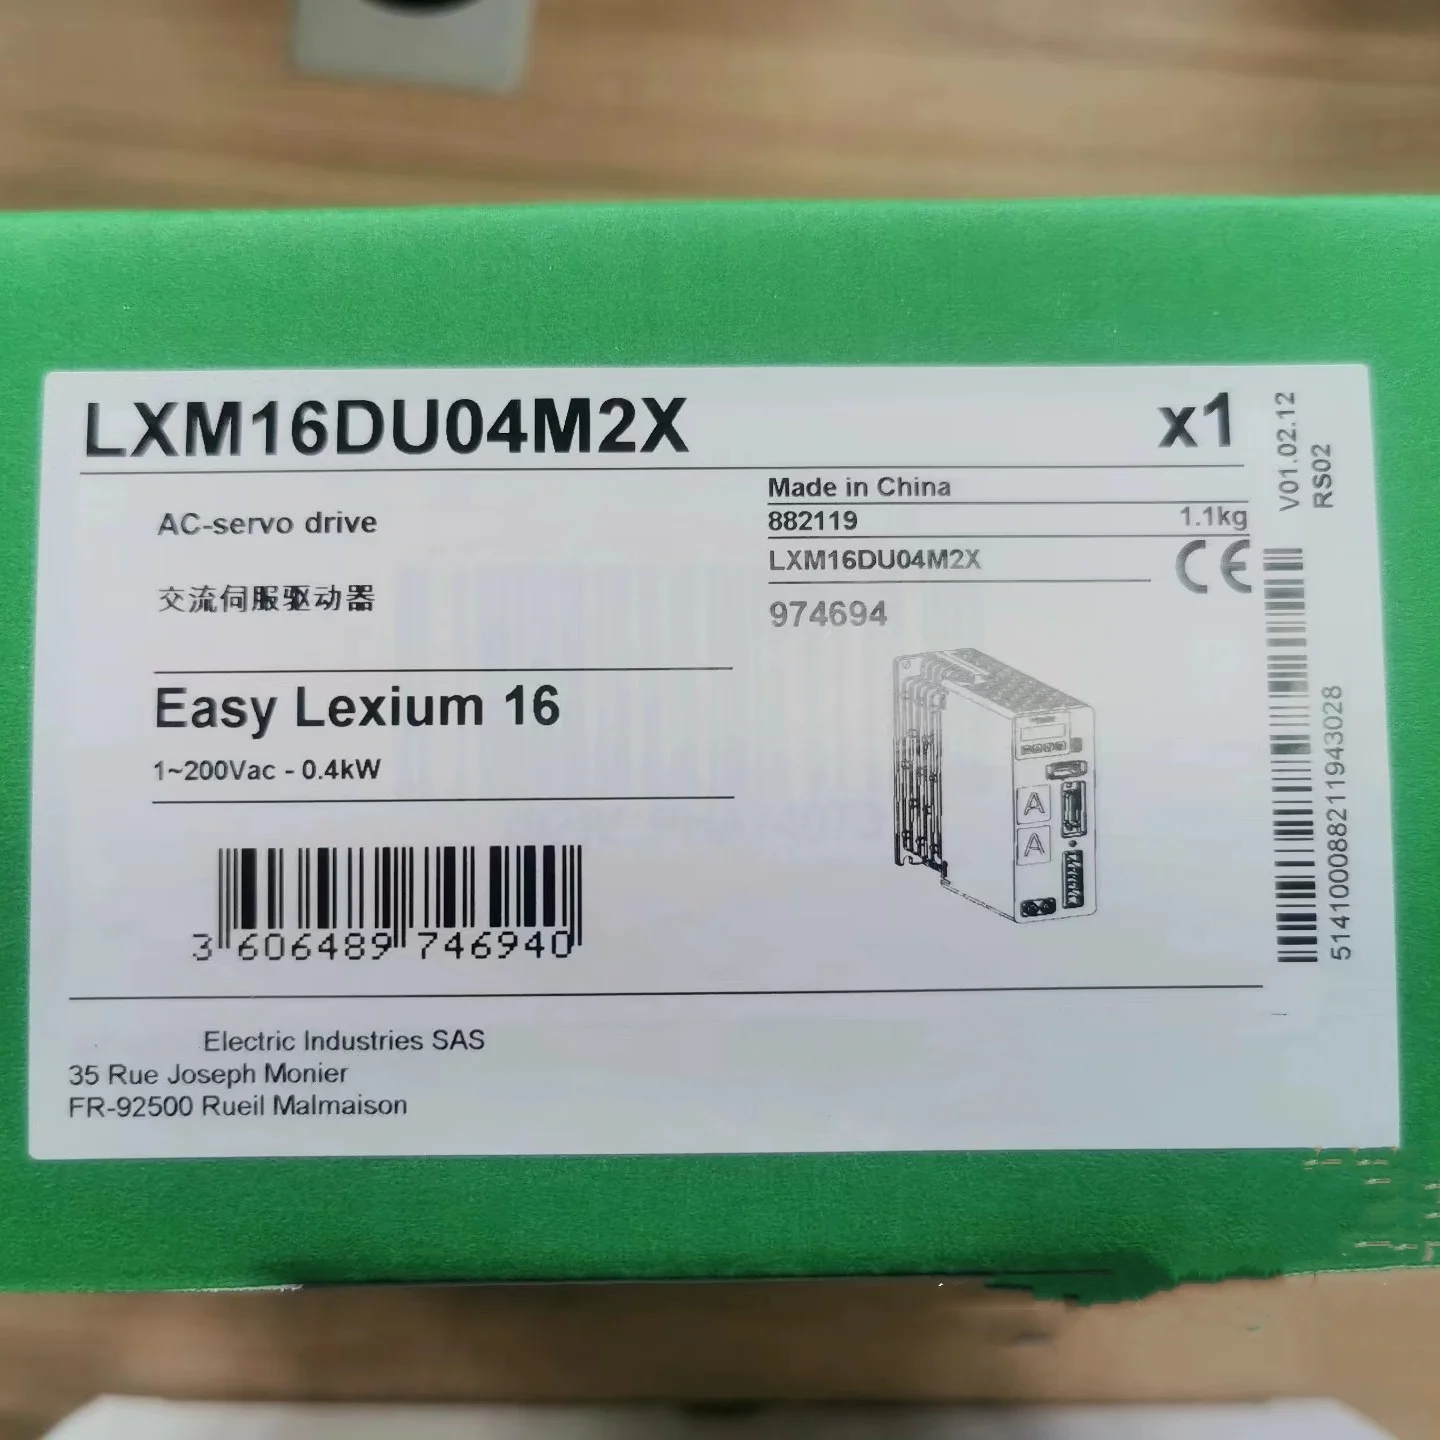 LXM16DU04M2X
x1
AC-servo drive
交流伺服驱动器
Easy Lexium 16
1~200Vac - 0.4kW
3 606489 746940
Made in China
882119
1.1kg
LXM16DU04M2X
CE
974694
A
A
V01.02.12
RS02
514100088211943028
Electric Industries SAS
35 Rue Joseph Monier
FR-92500 Rueil Malmaison